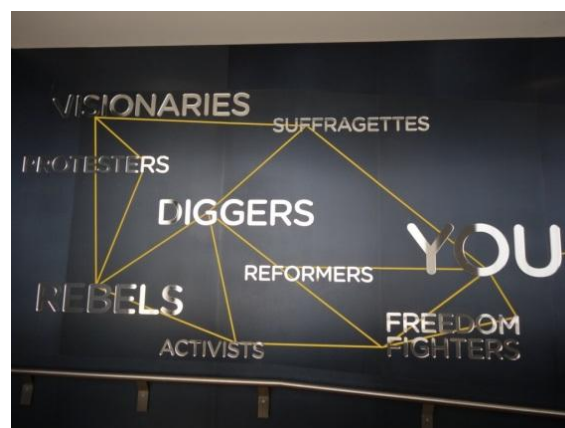 VISIONARIES
SUFFRAGETTES
PROTESTERS
DIGGERS
YOU
REFORMERS
REBELS
FREEDOM
FIGHTERS
ACTIVISTS